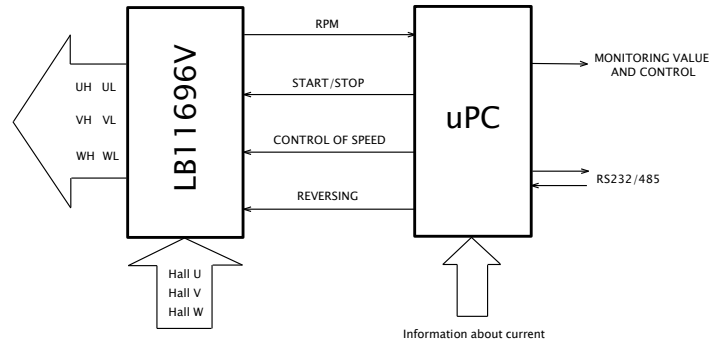 RPM
START/STOP
CONTROL OF SPEED
REVERSING
UH UL
VH VL
WH WL
LB11696V
uPC
MONITORING VALUE
AND CONTROL
RS232/485
Hall U
Hall V
Hall W
Information about current